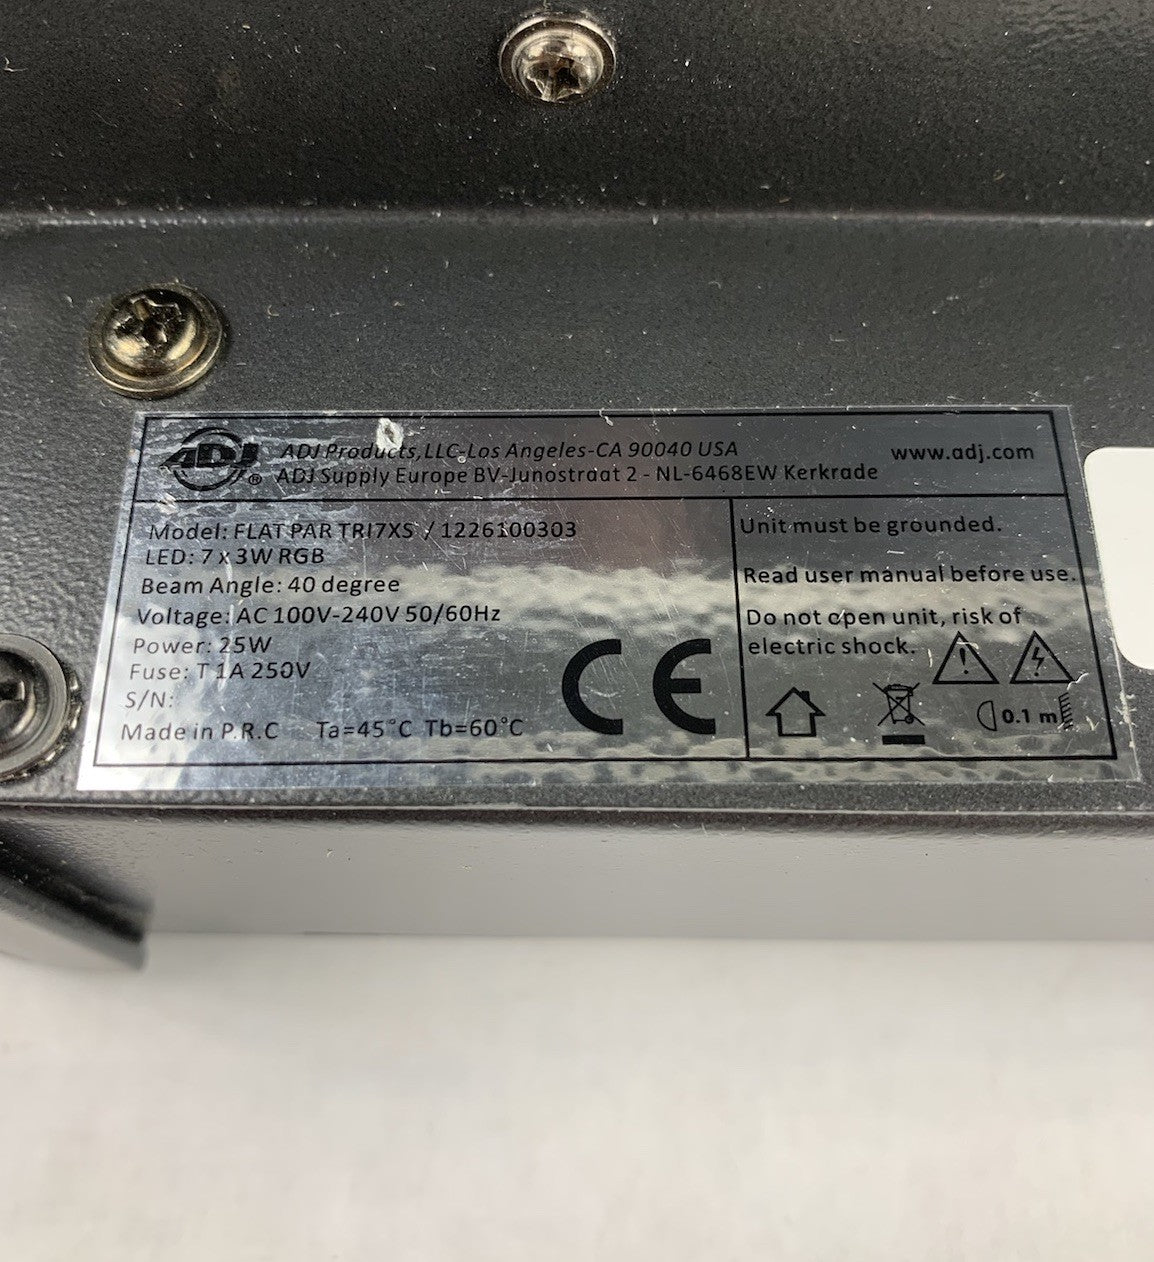 ADJ ®
ADJ Products,LLC-Los Angeles-CA 90040 USA
www.adj.com
ADJ Supply Europe BV-Junostraat 2 - NL-6468EW Kerkrade
Model: FLAT PAR TRI7XS / 1226100303
LED: 7 x 3W RGB
Beam Angle: 40 degree
Voltage: AC 100V-240V 50/60Hz
Power: 25W
Fuse: T 1A 250V
S/N:
Made in P.R.C Ta=45°C Tb=60°C
CE
Unit must be grounded.
Read user manual before use.
Do not open unit, risk of
electric shock.
0.1 m